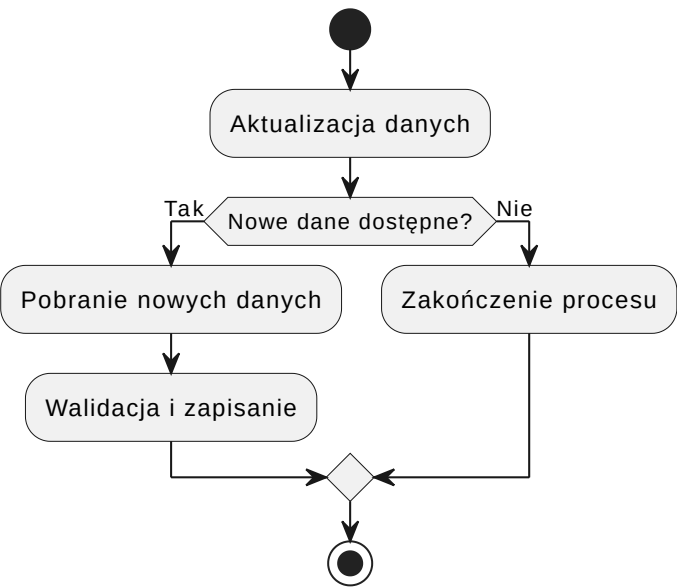 Aktualizacja danych
Tak
Nowe dane dostępne?
Nie
Pobranie nowych danych
Zakończenie procesu
Walidacja i zapisanie